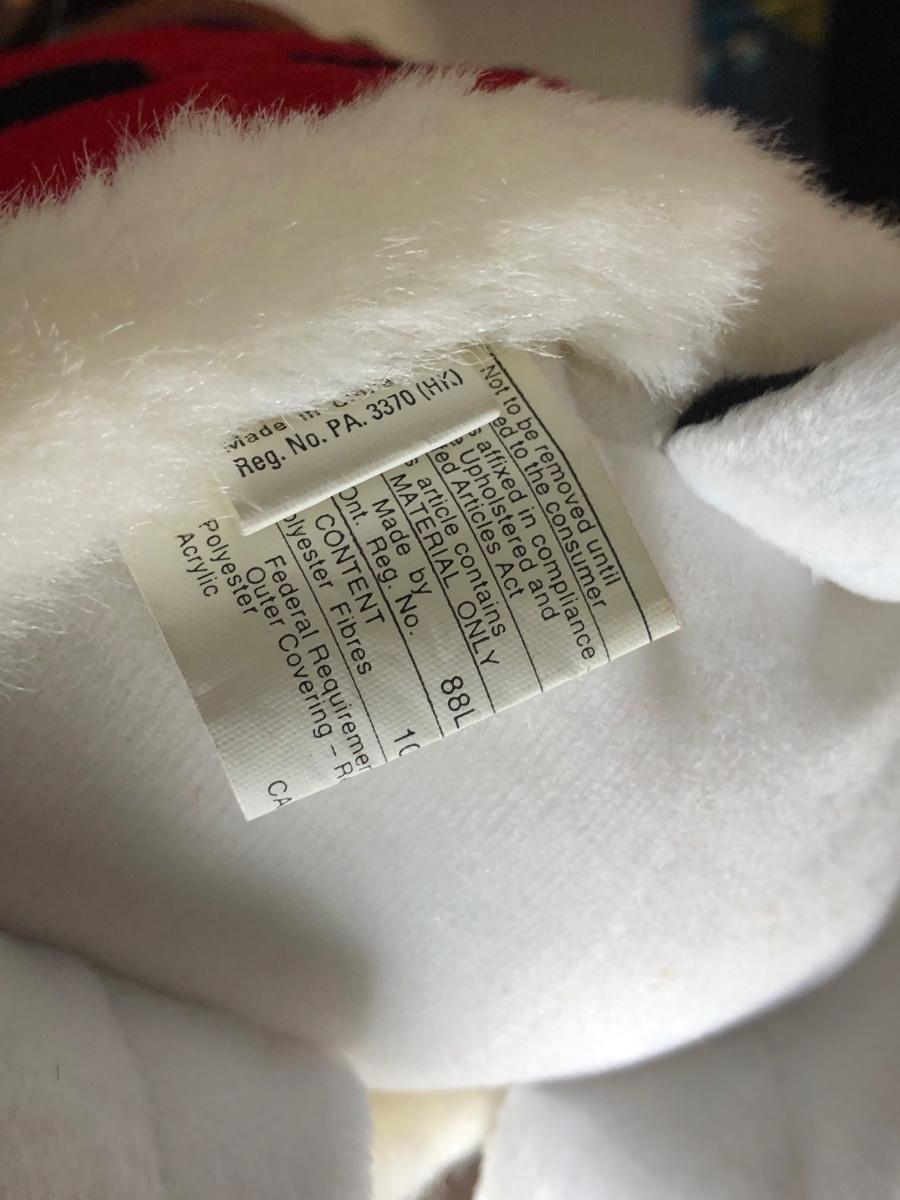 Made in
Reg. No. PA. 3370 (HK)
Not to be removed until
ed to the consumer
affixed in compliance
Upholstered and
ed Articles Act
article contains
MATERIAL ONLY
Made by
Ont. Reg. No. 88L
CONTENT
olyester Fibres 10
Federal Requiremen
Outer Covering - R
Polyester
Acrylic
CA